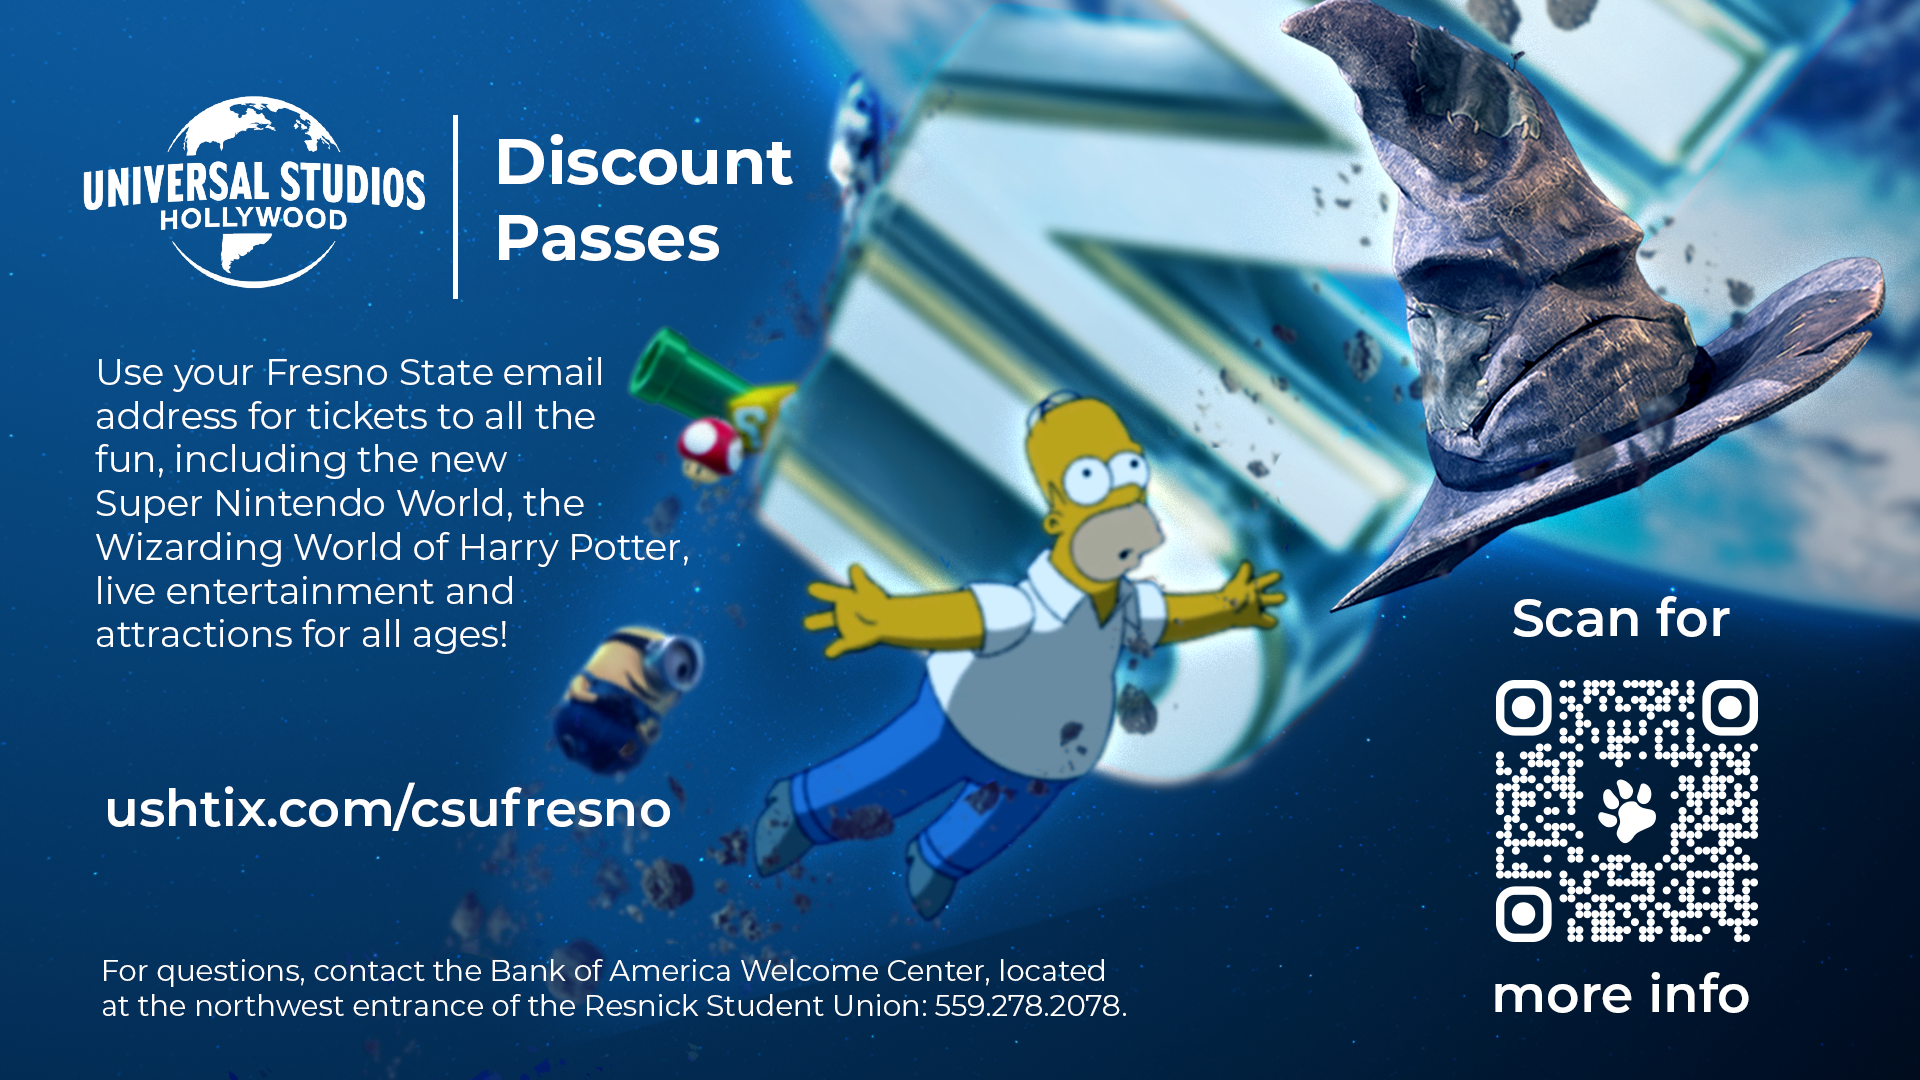 UNIVERSAL STUDIOS
HOLLYWOOD
Discount
Passes
Use your Fresno State email
address for tickets to all the
fun, including the new
Super Nintendo World, the
Wizarding World of Harry Potter,
live entertainment and
attractions for all ages!
ushtix.com/csufresno
For questions, contact the Bank of America Welcome Center, located
at the northwest entrance of the Resnick Student Union: 559.278.2078.
Scan for
more info